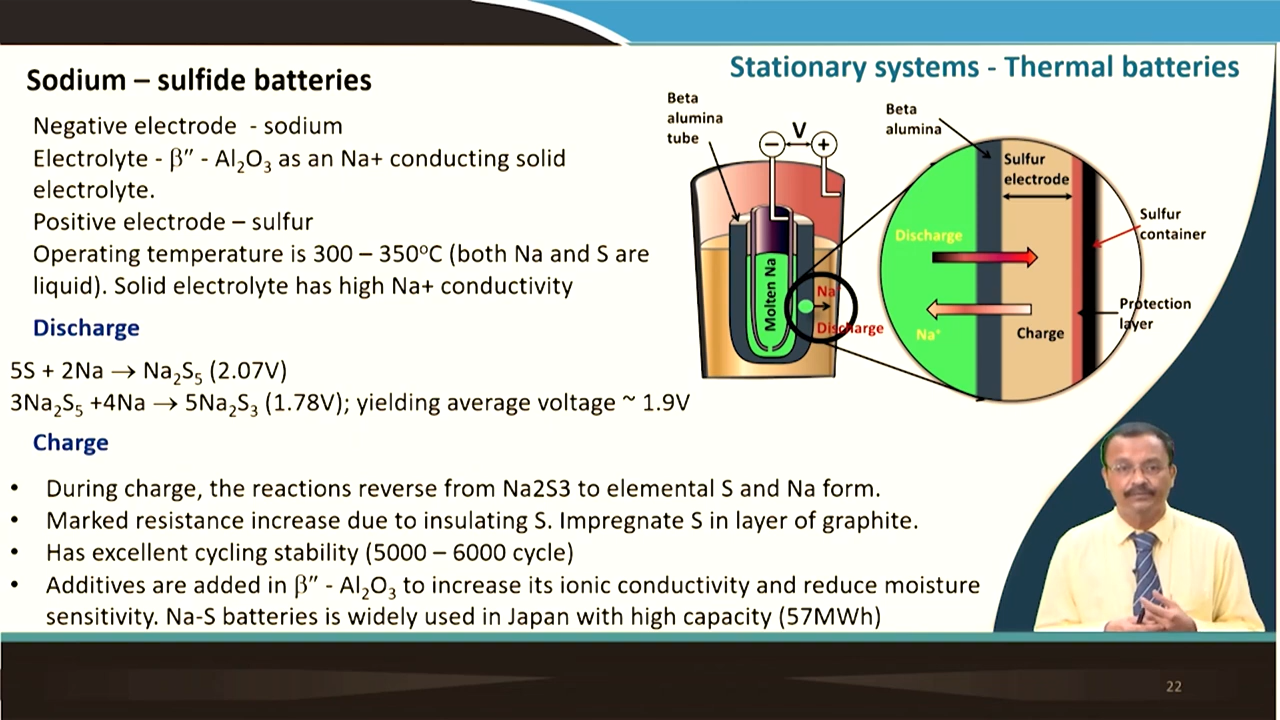 Stationary systems - Thermal batteries
Sodium – sulfide batteries
Negative electrode - sodium
Electrolyte - β″ - Al₂O₃ as an Na+ conducting solid
electrolyte.
Positive electrode – sulfur
Operating temperature is 300 – 350°C (both Na and S are
liquid). Solid electrolyte has high Na+ conductivity
Discharge
5S + 2Na → Na₂S₅ (2.07V)
3Na₂S₅ +4Na → 5Na₂S₃ (1.78V); yielding average voltage ~ 1.9V
Charge
• During charge, the reactions reverse from Na2S3 to elemental S and Na form.
• Marked resistance increase due to insulating S. Impregnate S in layer of graphite.
• Has excellent cycling stability (5000 – 6000 cycle)
• Additives are added in β″ - Al₂O₃ to increase its ionic conductivity and reduce moisture
sensitivity. Na-S batteries is widely used in Japan with high capacity (57MWh)
Beta
alumina
tube
− V +
Molten Na
Na
Discharge
Beta
alumina
Sulfur
electrode
Discharge
Na⁺
Charge
Sulfur
container
Protection
layer
22